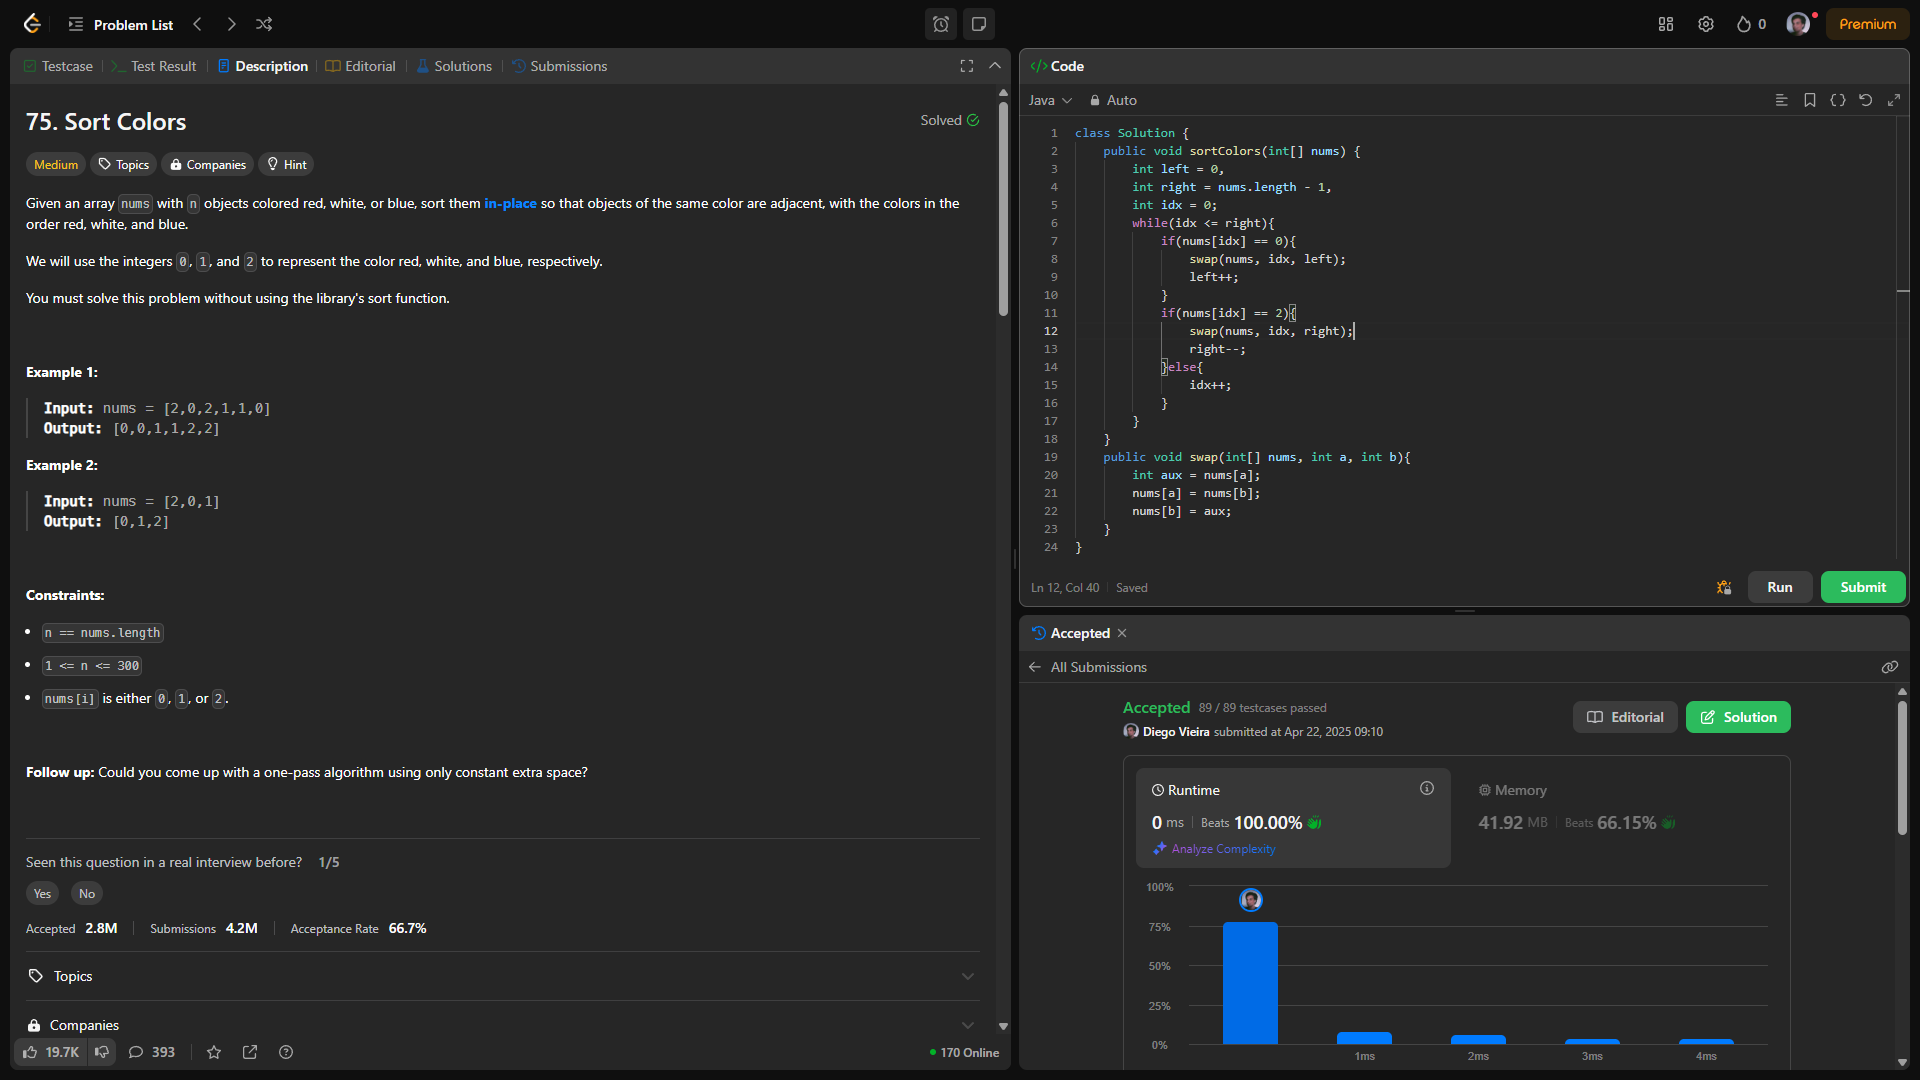 Problem List
0
Premium
Testcase
Test Result
Description
Editorial
Solutions
Submissions
75. Sort Colors
Solved
Medium
Topics
Companies
Hint
Given an array nums with n objects colored red, white, or blue, sort them in-place so that objects of the same color are adjacent, with the colors in the
order red, white, and blue.
We will use the integers 0, 1, and 2 to represent the color red, white, and blue, respectively.
You must solve this problem without using the library's sort function.
Example 1:
Input: nums = [2,0,2,1,1,0]
Output: [0,0,1,1,2,2]
Example 2:
Input: nums = [2,0,1]
Output: [0,1,2]
Constraints:
n == nums.length
1 <= n <= 300
nums[i] is either 0, 1, or 2.
Follow up: Could you come up with a one-pass algorithm using only constant extra space?
Seen this question in a real interview before? 1/5
Yes
No
Accepted 2.8M
Submissions 4.2M
Acceptance Rate 66.7%
Topics
Companies
19.7K
393
170 Online
</> Code
Java
Auto
1 class Solution {
2 public void sortColors(int[] nums) {
3 int left = 0,
4 int right = nums.length - 1,
5 int idx = 0;
6 while(idx <= right){
7 if(nums[idx] == 0){
8 swap(nums, idx, left);
9 left++;
10 }
11 if(nums[idx] == 2){
12 swap(nums, idx, right);
13 right--;
14 }else{
15 idx++;
16 }
17 }
18 }
19 public void swap(int[] nums, int a, int b){
20 int aux = nums[a];
21 nums[a] = nums[b];
22 nums[b] = aux;
23 }
24 }
Ln 12, Col 40
Saved
Run
Submit
Accepted
All Submissions
Accepted 89 / 89 testcases passed
Diego Vieira submitted at Apr 22, 2025 09:10
Editorial
Solution
Runtime
0 ms
Beats 100.00%
Analyze Complexity
Memory
41.92 MB
Beats 66.15%
100%
75%
50%
25%
0%
1ms
2ms
3ms
4ms